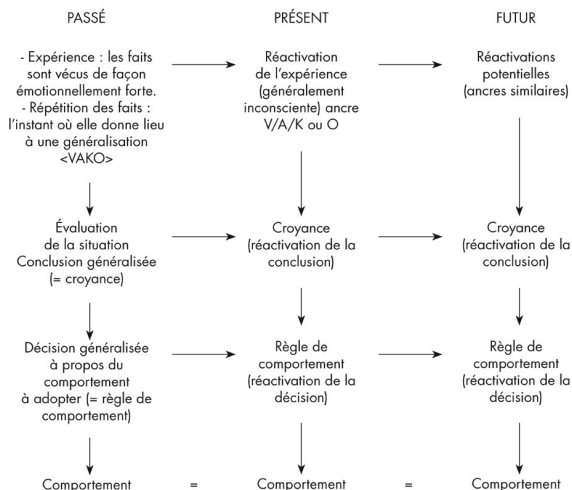 PASSÉ
PRÉSENT
FUTUR
- Expérience : les faits
sont vécus de façon
émotionnellement forte.
- Répétition des faits :
l'instant où elle donne lieu
à une généralisation
<VAKO>
Réactivation
de l'expérience
(généralement
inconsciente) ancre
V/A/K ou O
Réactivations
potentielles
(ancres similaires)
Évaluation
de la situation
Conclusion généralisée
(= croyance)
Croyance
(réactivation de la
conclusion)
Croyance
(réactivation de la
conclusion)
Décision généralisée
à propos du
comportement
à adopter (= règle de
comportement)
Règle de
comportement
(réactivation de la
décision)
Règle de
comportement
(réactivation de la
décision)
Comportement = Comportement = Comportement